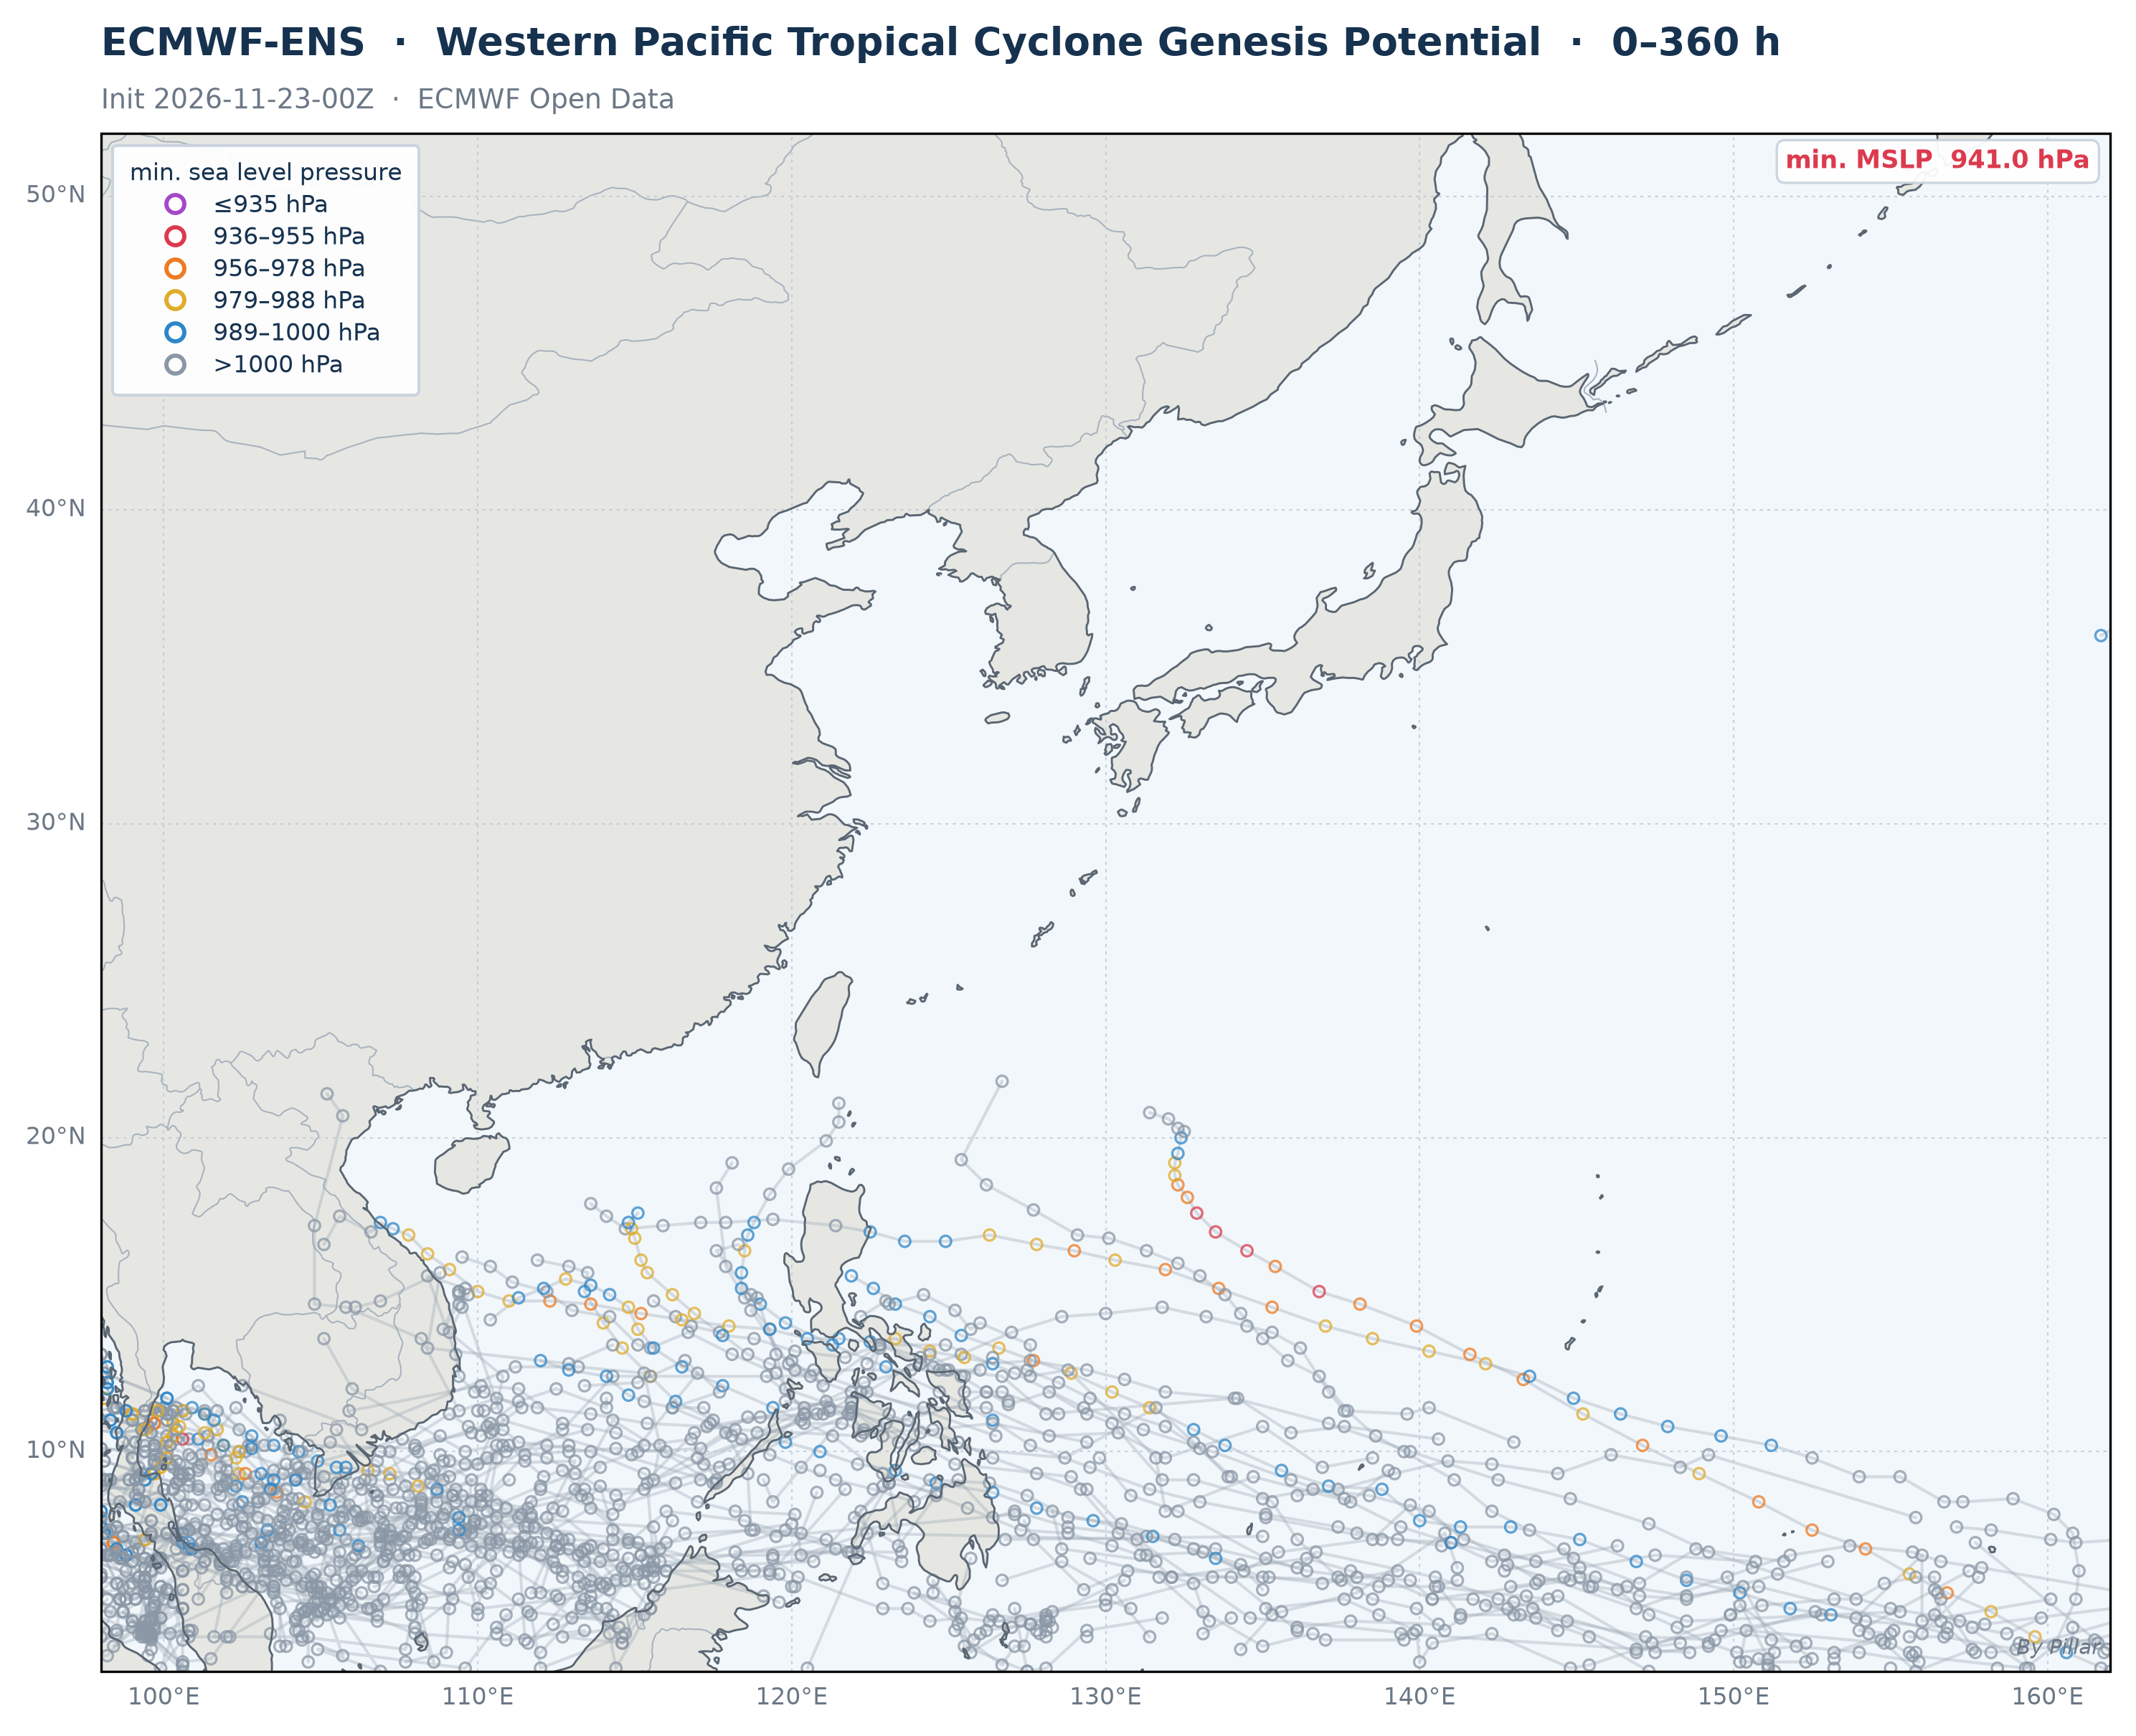 ECMWF-ENS · Western Pacific Tropical Cyclone Genesis Potential · 0–360 h
Init 2026-11-23-00Z · ECMWF Open Data
min. sea level pressure
≤935 hPa
936–955 hPa
956–978 hPa
979–988 hPa
989–1000 hPa
>1000 hPa
min. MSLP 941.0 hPa
50°N
40°N
30°N
20°N
10°N
By Pillar
100°E 110°E 120°E 130°E 140°E 150°E 160°E